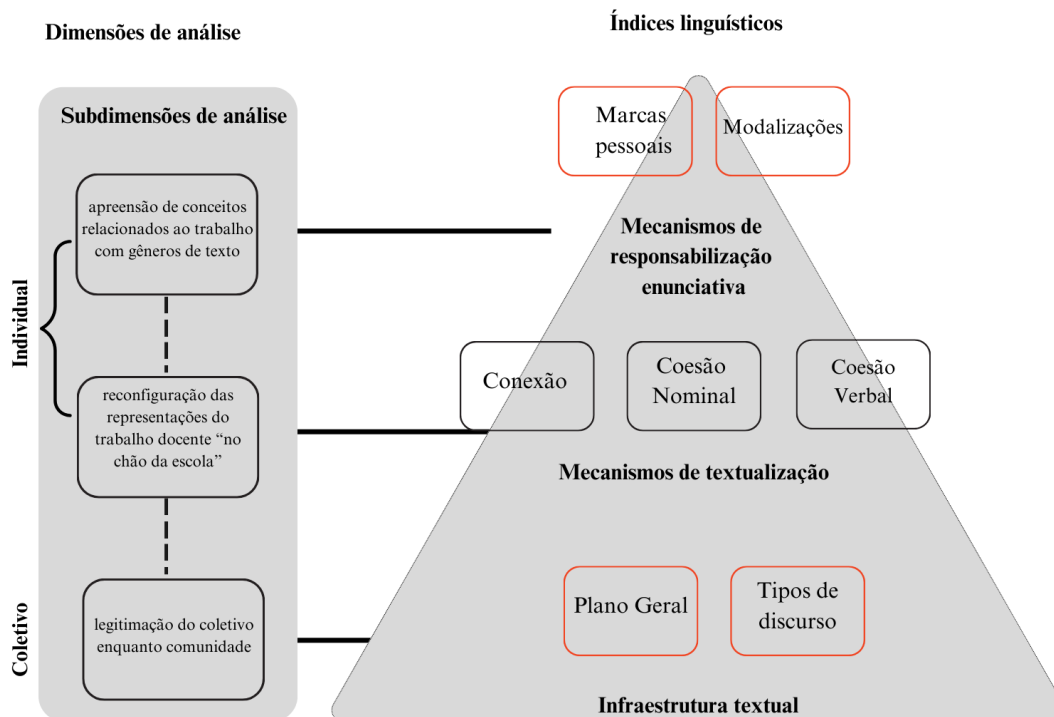 Dimensões de análise
Índices linguísticos
Subdimensões de análise
apreensão de conceitos
relacionados ao trabalho
com gêneros de texto
Individual
reconfiguração das
representações do
trabalho docente “no
chão da escola”
Coletivo
legitimação do coletivo
enquanto comunidade
Marcas
pessoais
Modalizações
Mecanismos de
responsabilização
enunciativa
Conexão
Coesão
Nominal
Coesão
Verbal
Mecanismos de textualização
Plano Geral
Tipos de
discurso
Infraestrutura textual